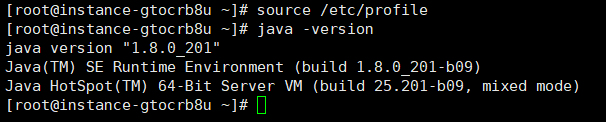 [root@instance-gtocrb8u ~]# source /etc/profile
[root@instance-gtocrb8u ~]# java -version
java version "1.8.0_201"
Java(TM) SE Runtime Environment (build 1.8.0_201-b09)
Java HotSpot(TM) 64-Bit Server VM (build 25.201-b09, mixed mode)
[root@instance-gtocrb8u ~]#